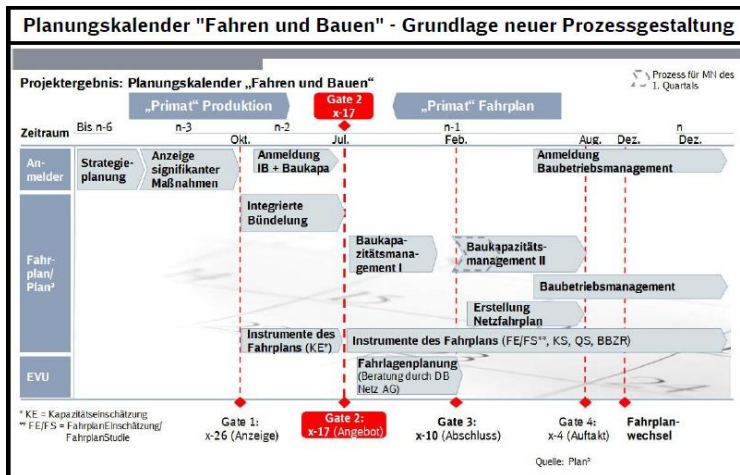 Planungskalender "Fahren und Bauen" - Grundlage neuer Prozessgestaltung
Projektergebnis: Planungskalender „Fahren und Bauen“
Prozess für MN des
1. Quartals
„Primat“ Produktion
Gate 2
x-17
„Primat“ Fahrplan
Zeitraum
Bis n-6
n-3
n-2
n-1
n
Okt.
Jul.
Feb.
Aug.
Dez.
Dez.
An-
melder
Strategie-
planung
Anzeige
signifikanter
Maßnahmen
Anmeldung
IB + Baukapa
Anmeldung
Baubetriebsmanagement
Fahr-
plan/
Plan³
Integrierte
Bündelung
Baukapa-
zitätsmana-
gement I
Baukapazitäts-
management II
Baubetriebsmanagement
Erstellung
Netzfahrplan
Instrumente des
Fahrplans (KE*)
Instrumente des Fahrplans (FE/FS**, KS, QS, BBZR)
EVU
Fahrlagenplanung
(Beratung durch DB
Netz AG)
* KE = Kapazitätseinschätzung
** FE/FS = FahrplanEinschätzung/
FahrplanStudie
Gate 1:
x-26 (Anzeige)
Gate 2:
x-17 (Angebot)
Gate 3:
x-10 (Abschluss)
Gate 4:
x-4 (Auftakt)
Fahrplan-
wechsel
Quelle: Plan³